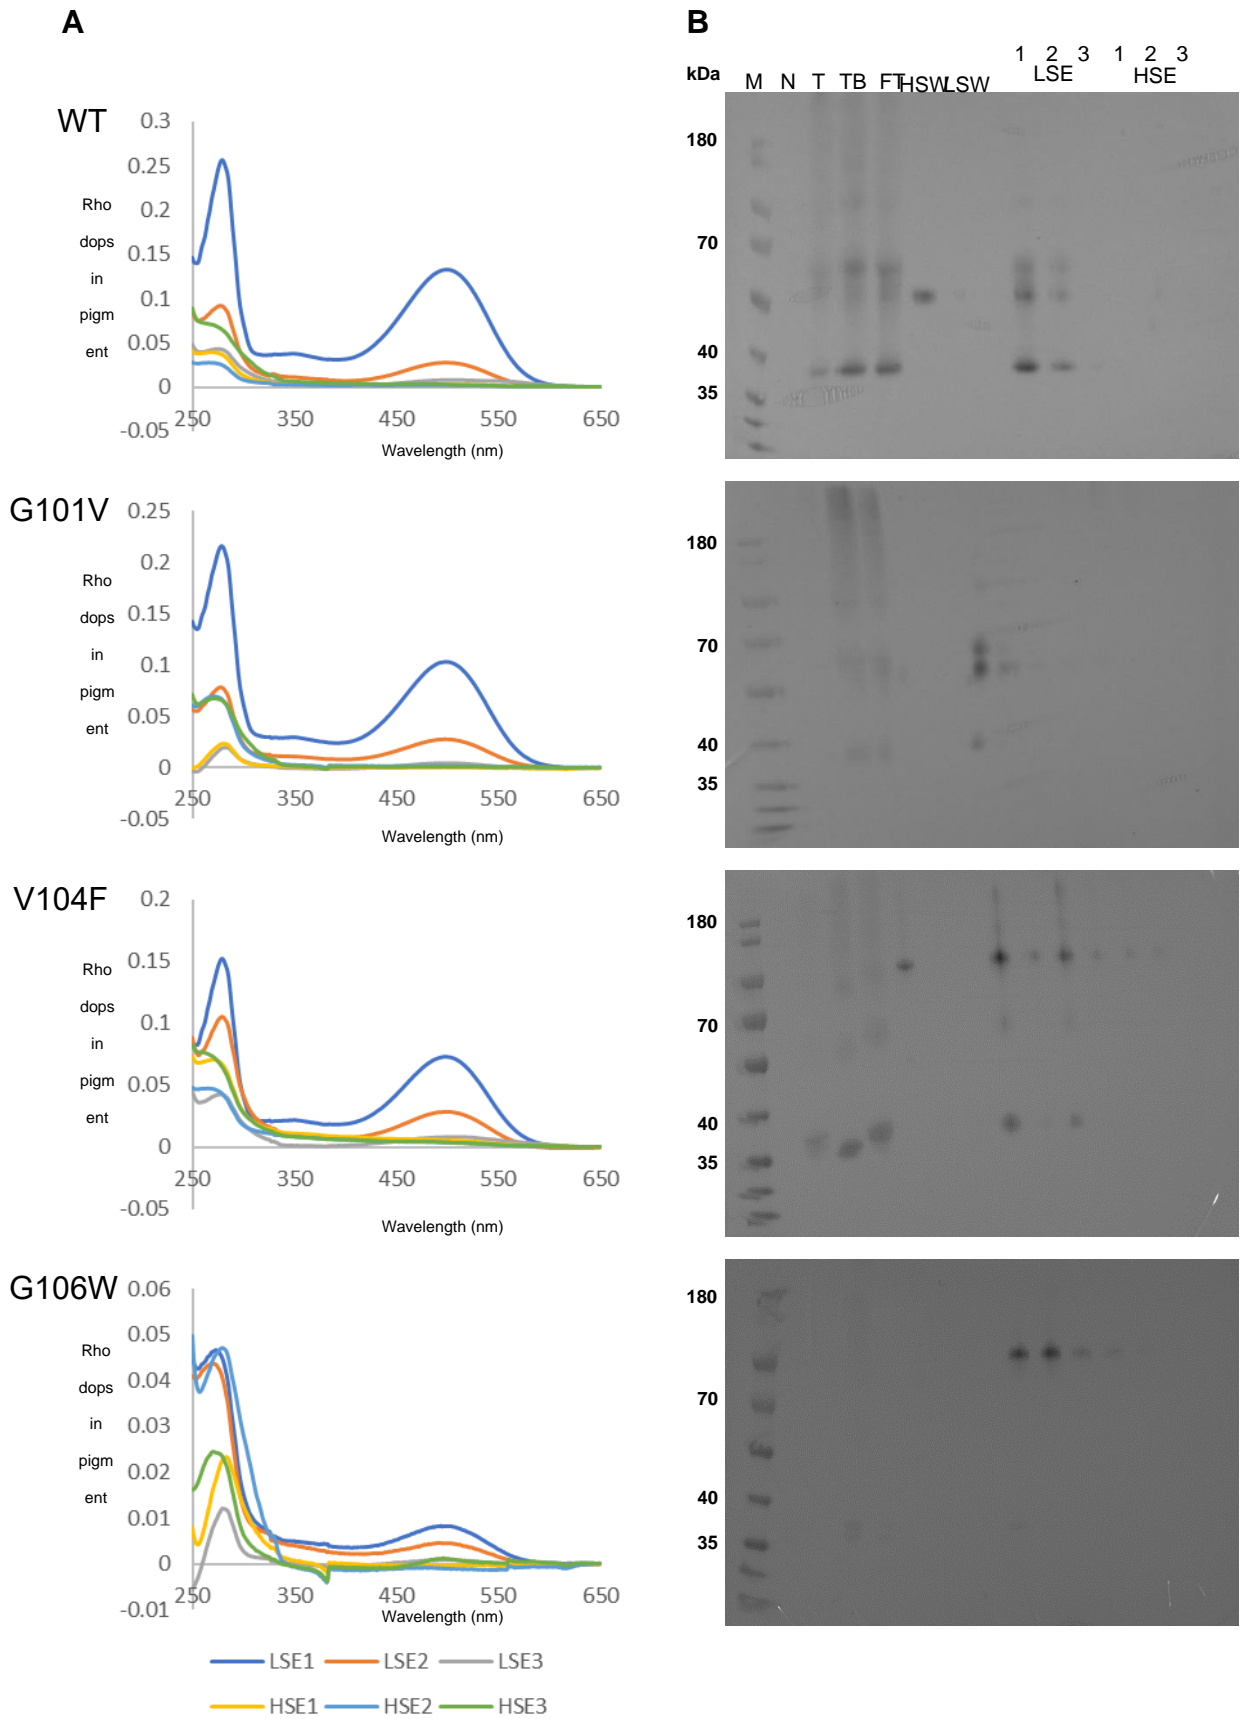 A
B
kDa
M N T TB FT HSW LSW
1 2 3
LSE
1 2 3
HSE
WT
Rho
dops
in
pigm
ent
0.3
0.25
0.2
0.15
0.1
0.05
0
-0.05
250 350 450 550 650
Wavelength (nm)
180
70
40
35
G101V
Rho
dops
in
pigm
ent
0.25
0.2
0.15
0.1
0.05
0
-0.05
250 350 450 550 650
Wavelength (nm)
180
70
40
35
V104F
Rho
dops
in
pigm
ent
0.2
0.15
0.1
0.05
0
-0.05
250 350 450 550 650
Wavelength (nm)
180
70
40
35
G106W
Rho
dops
in
pigm
ent
0.06
0.05
0.04
0.03
0.02
0.01
0
-0.01
250 350 450 550 650
Wavelength (nm)
180
70
40
35
LSE1 LSE2 LSE3
HSE1 HSE2 HSE3